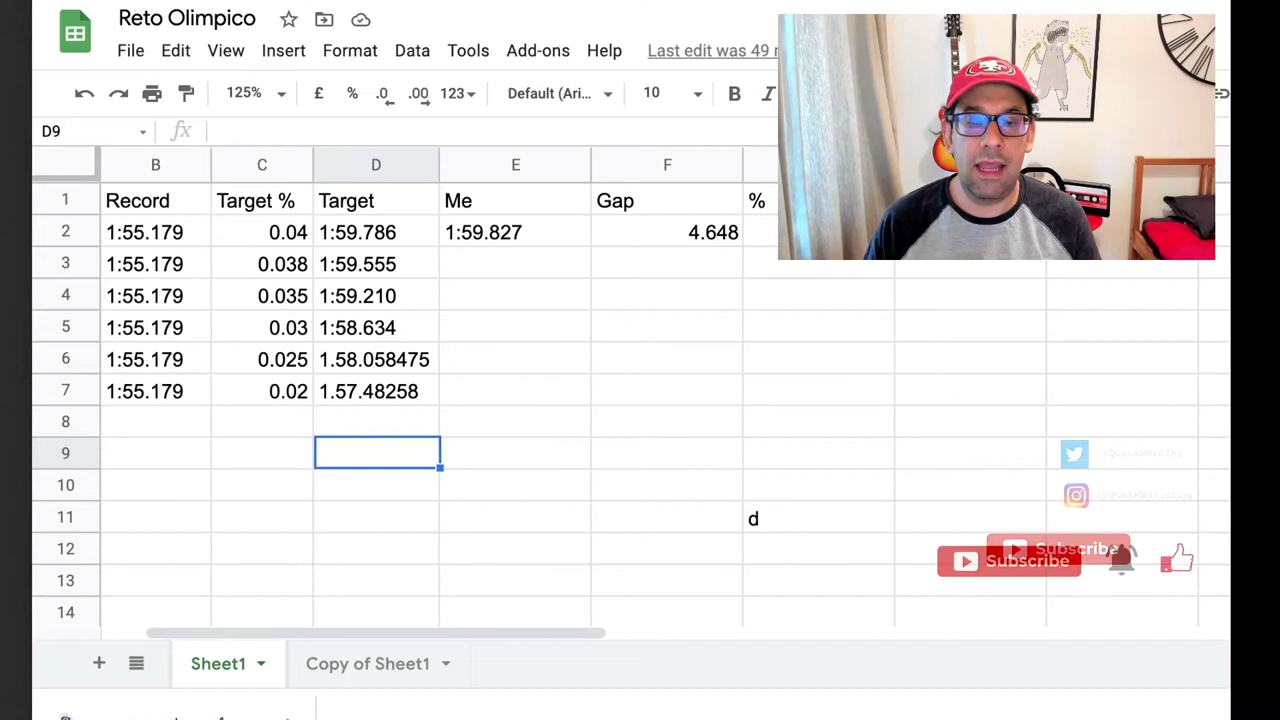 Reto Olimpico
File Edit View Insert Format Data Tools Add-ons Help Last edit was 49
125% £ % .0 .00 123 Default (Ari... 10 B I
D9 fx
B C D E F
1 Record Target % Target Me Gap %
2 1:55.179 0.04 1:59.786 1:59.827 4.648
3 1:55.179 0.038 1:59.555
4 1:55.179 0.035 1:59.210
5 1:55.179 0.03 1:58.634
6 1:55.179 0.025 1.58.058475
7 1:55.179 0.02 1.57.48258
8
9
10
11 d
12
13
14
Subscribe
Subscribe
+ Sheet1 Copy of Sheet1